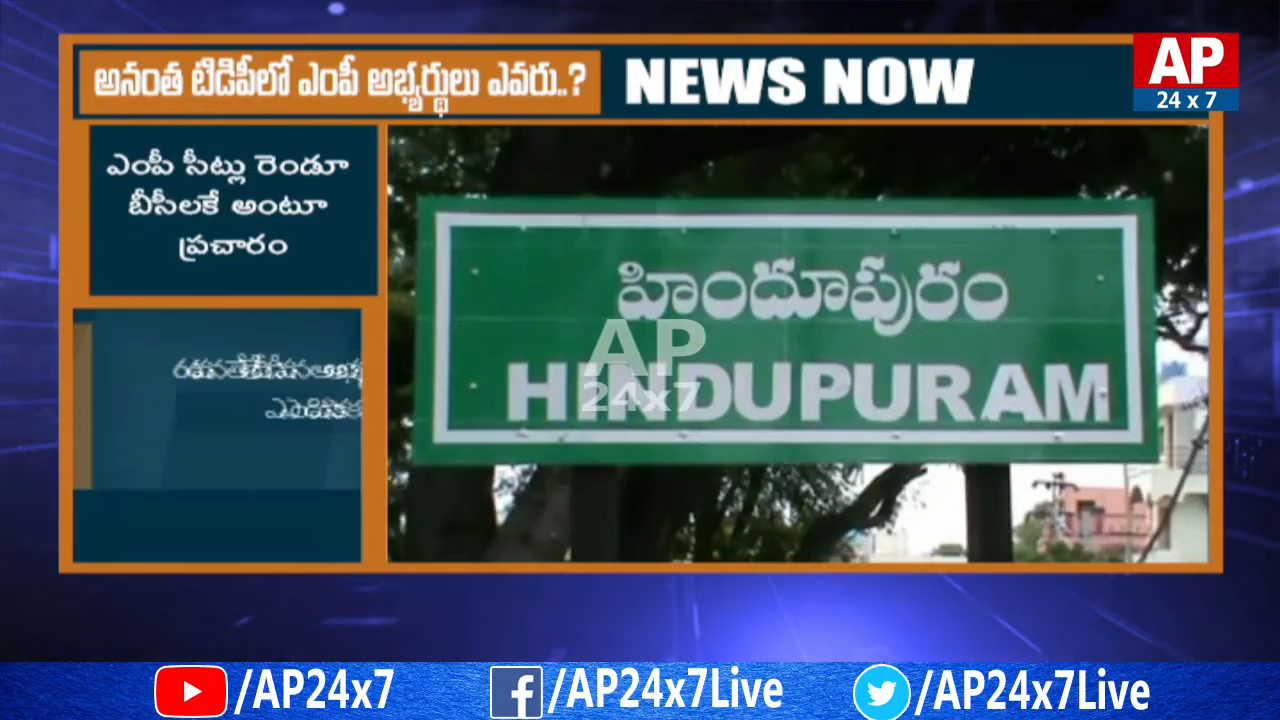 అనంత టిడిపీలో ఎంపీ అభ్యర్థులు ఎవరు..?
NEWS NOW
AP
24 x 7
ఎంపీ సీట్లు రెండూ
బీసీలకే అంటూ
ప్రచారం
హిందూపురం
HINDUPURAM
AP
24x7
/AP24x7
/AP24x7Live
/AP24x7Live